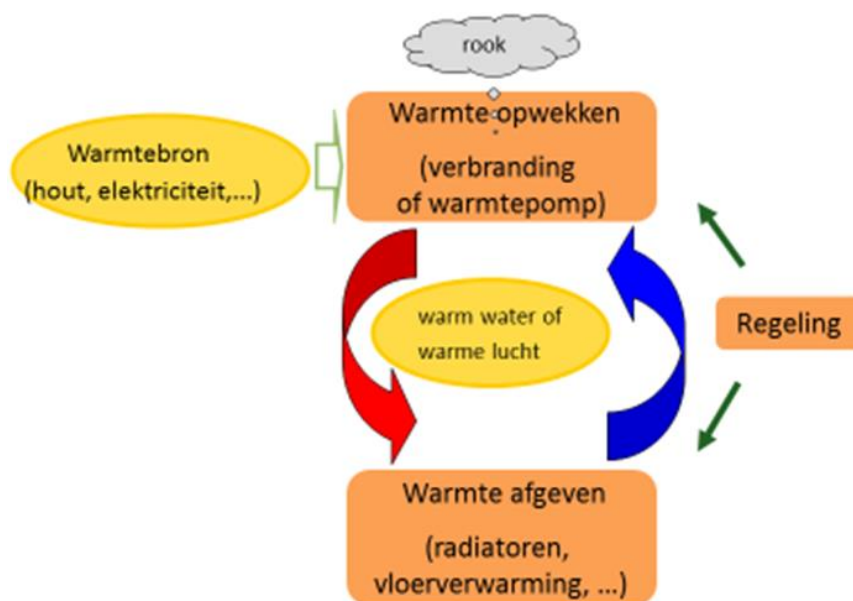 rook
Warmte opwekken
(verbranding
of warmtepomp)
Warmtebron
(hout, elektriciteit,...)
warm water of
warme lucht
Regeling
Warmte afgeven
(radiatoren,
vloerverwarming, ...)